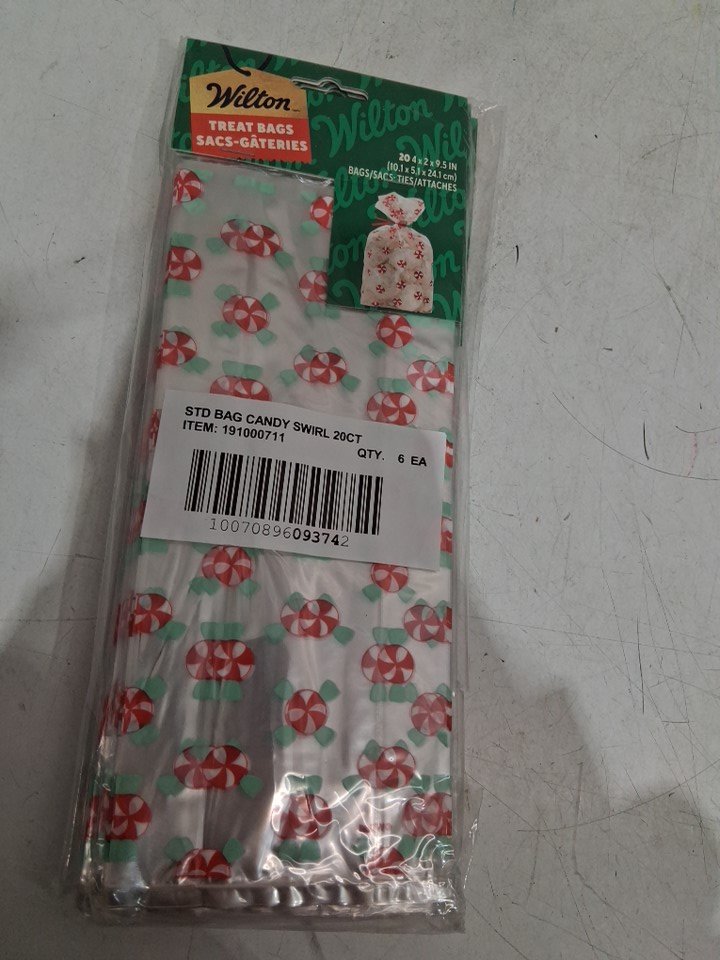 Wilton
TREAT BAGS
SACS-GÂTERIES
Wilton
20 4 x 2 x 9.5 IN
(10.1 x 5.1 x 24.1 cm)
BAGS/SACS: TIES/ATTACHES
STD BAG CANDY SWIRL 20CT
ITEM: 191000711
QTY. 6 EA
10070896093742